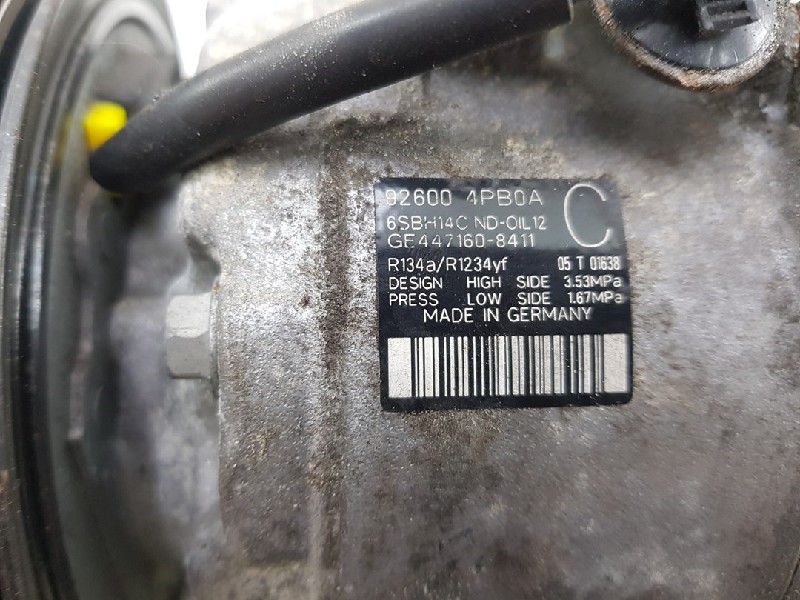 92600 4PB0A C
6SBH14C ND-OIL12
GE447160-8411
R134a/R1234yf 05 T 01638
DESIGN HIGH SIDE 3.53MPa
PRESS LOW SIDE 1.67MPa
MADE IN GERMANY